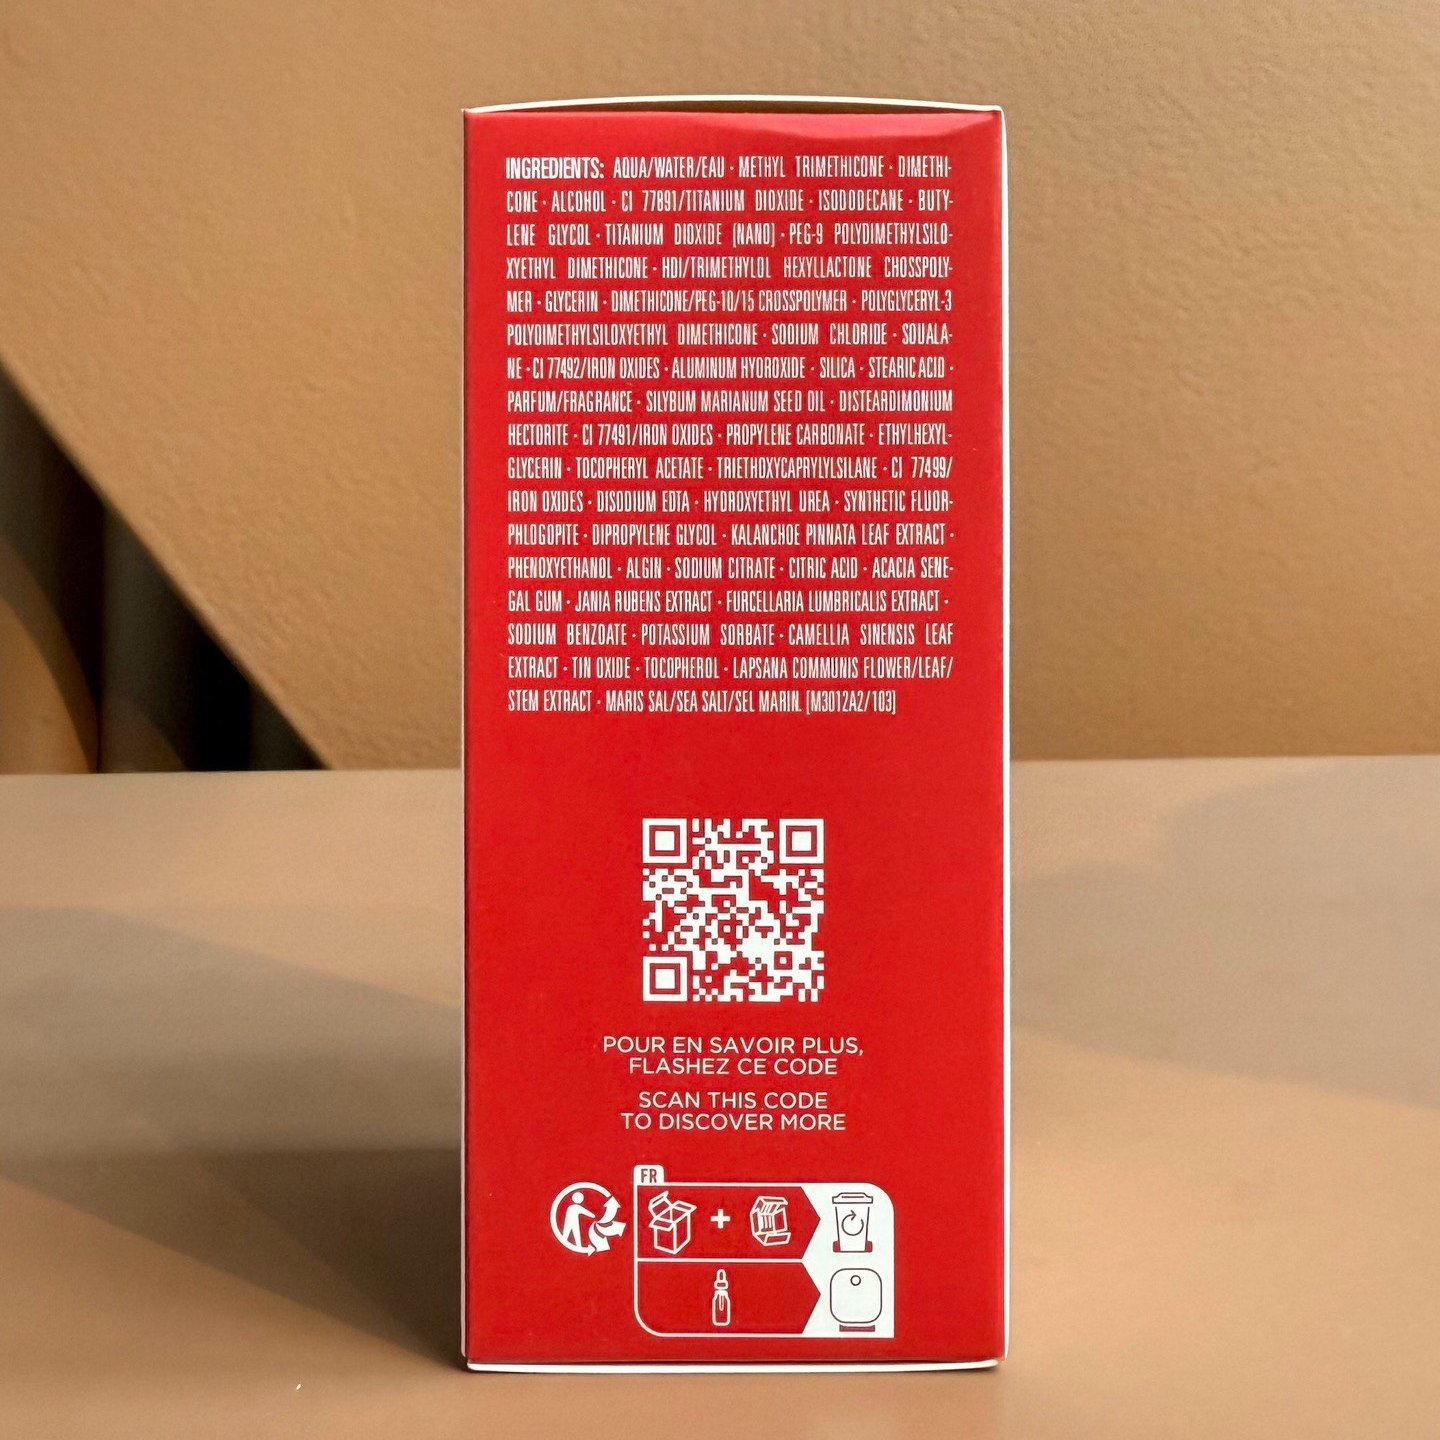 INGREDIENTS: AQUA/WATER/EAU · METHYL TRIMETHICONE · DIMETHI-
CONE · ALCOHOL · CI 77891/TITANIUM DIOXIDE · ISODODECANE · BUTY-
LENE GLYCOL · TITANIUM DIOXIDE [NANO] · PEG-9 POLYDIMETHYLSILO-
XYETHYL DIMETHICONE · HDI/TRIMETHYLOL HEXYLLACTONE CROSSPOLY-
MER · GLYCERIN · DIMETHICONE/PEG-10/15 CROSSPOLYMER · POLYGLYCERYL-3
POLYDIMETHYLSILOXYETHYL DIMETHICONE · SODIUM CHLORIDE · SQUALA-
NE · CI 77492/IRON OXIDES · ALUMINUM HYDROXIDE · SILICA · STEARIC ACID ·
PARFUM/FRAGRANCE · SILYBUM MARIANUM SEED OIL · DISTEARDIMONIUM
HECTORITE · CI 77491/IRON OXIDES · PROPYLENE CARBONATE · ETHYLHEXYL-
GLYCERIN · TOCOPHERYL ACETATE · TRIETHOXYCAPRYLYLSILANE · CI 77499/
IRON OXIDES · DISODIUM EDTA · HYDROXYETHYL UREA · SYNTHETIC FLUOR-
PHLOGOPITE · DIPROPYLENE GLYCOL · KALANCHOE PINNATA LEAF EXTRACT ·
PHENOXYETHANOL · ALGIN · SODIUM CITRATE · CITRIC ACID · ACACIA SENE-
GAL GUM · JANIA RUBENS EXTRACT · FURCELLARIA LUMBRICALIS EXTRACT ·
SODIUM BENZOATE · POTASSIUM SORBATE · CAMELLIA SINENSIS LEAF
EXTRACT · TIN OXIDE · TOCOPHEROL · LAPSANA COMMUNIS FLOWER/LEAF/
STEM EXTRACT · MARIS SAL/SEA SALT/SEL MARIN. [M3012A2/103]
POUR EN SAVOIR PLUS,
FLASHEZ CE CODE
SCAN THIS CODE
TO DISCOVER MORE
FR